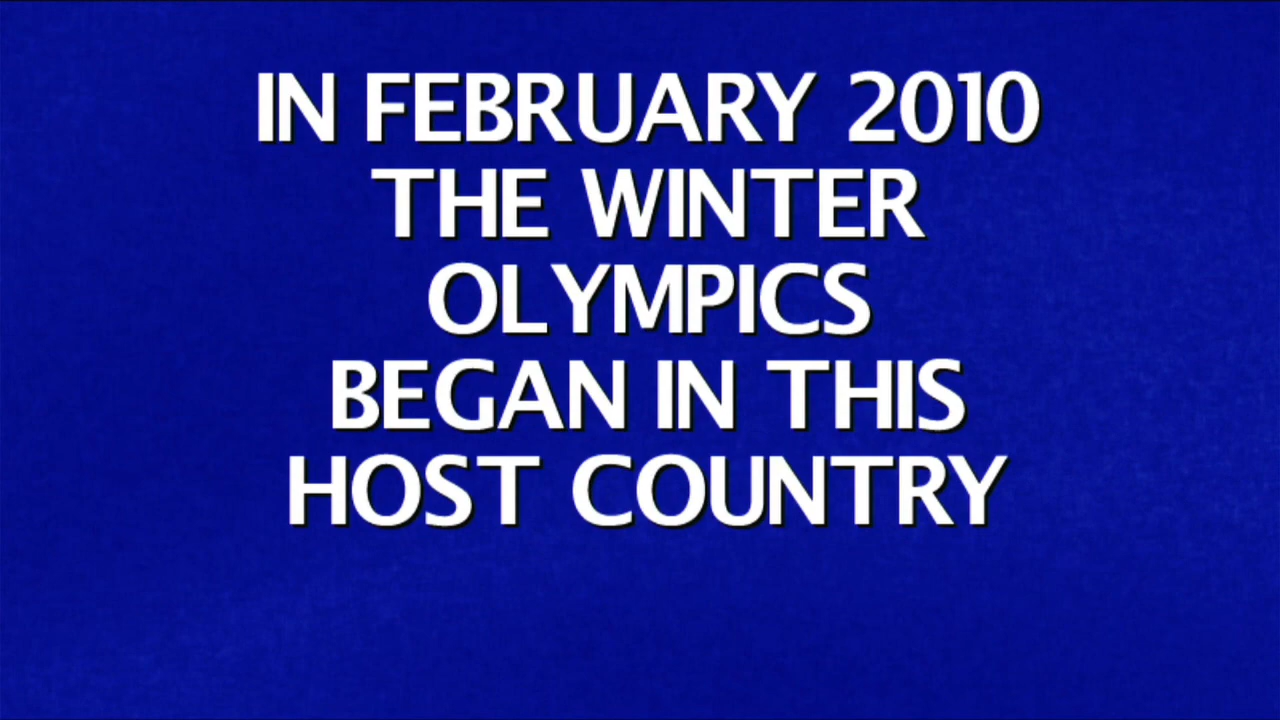 IN FEBRUARY 2010
THE WINTER
OLYMPICS
BEGAN IN THIS
HOST COUNTRY